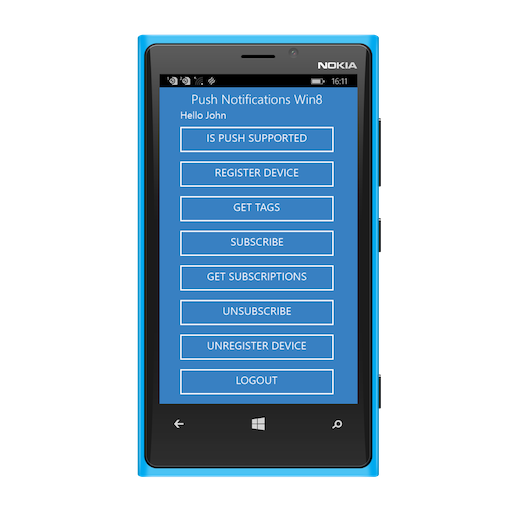 NOKIA
16:11
Push Notifications Win8
Hello John
IS PUSH SUPPORTED
REGISTER DEVICE
GET TAGS
SUBSCRIBE
GET SUBSCRIPTIONS
UNSUBSCRIBE
UNREGISTER DEVICE
LOGOUT